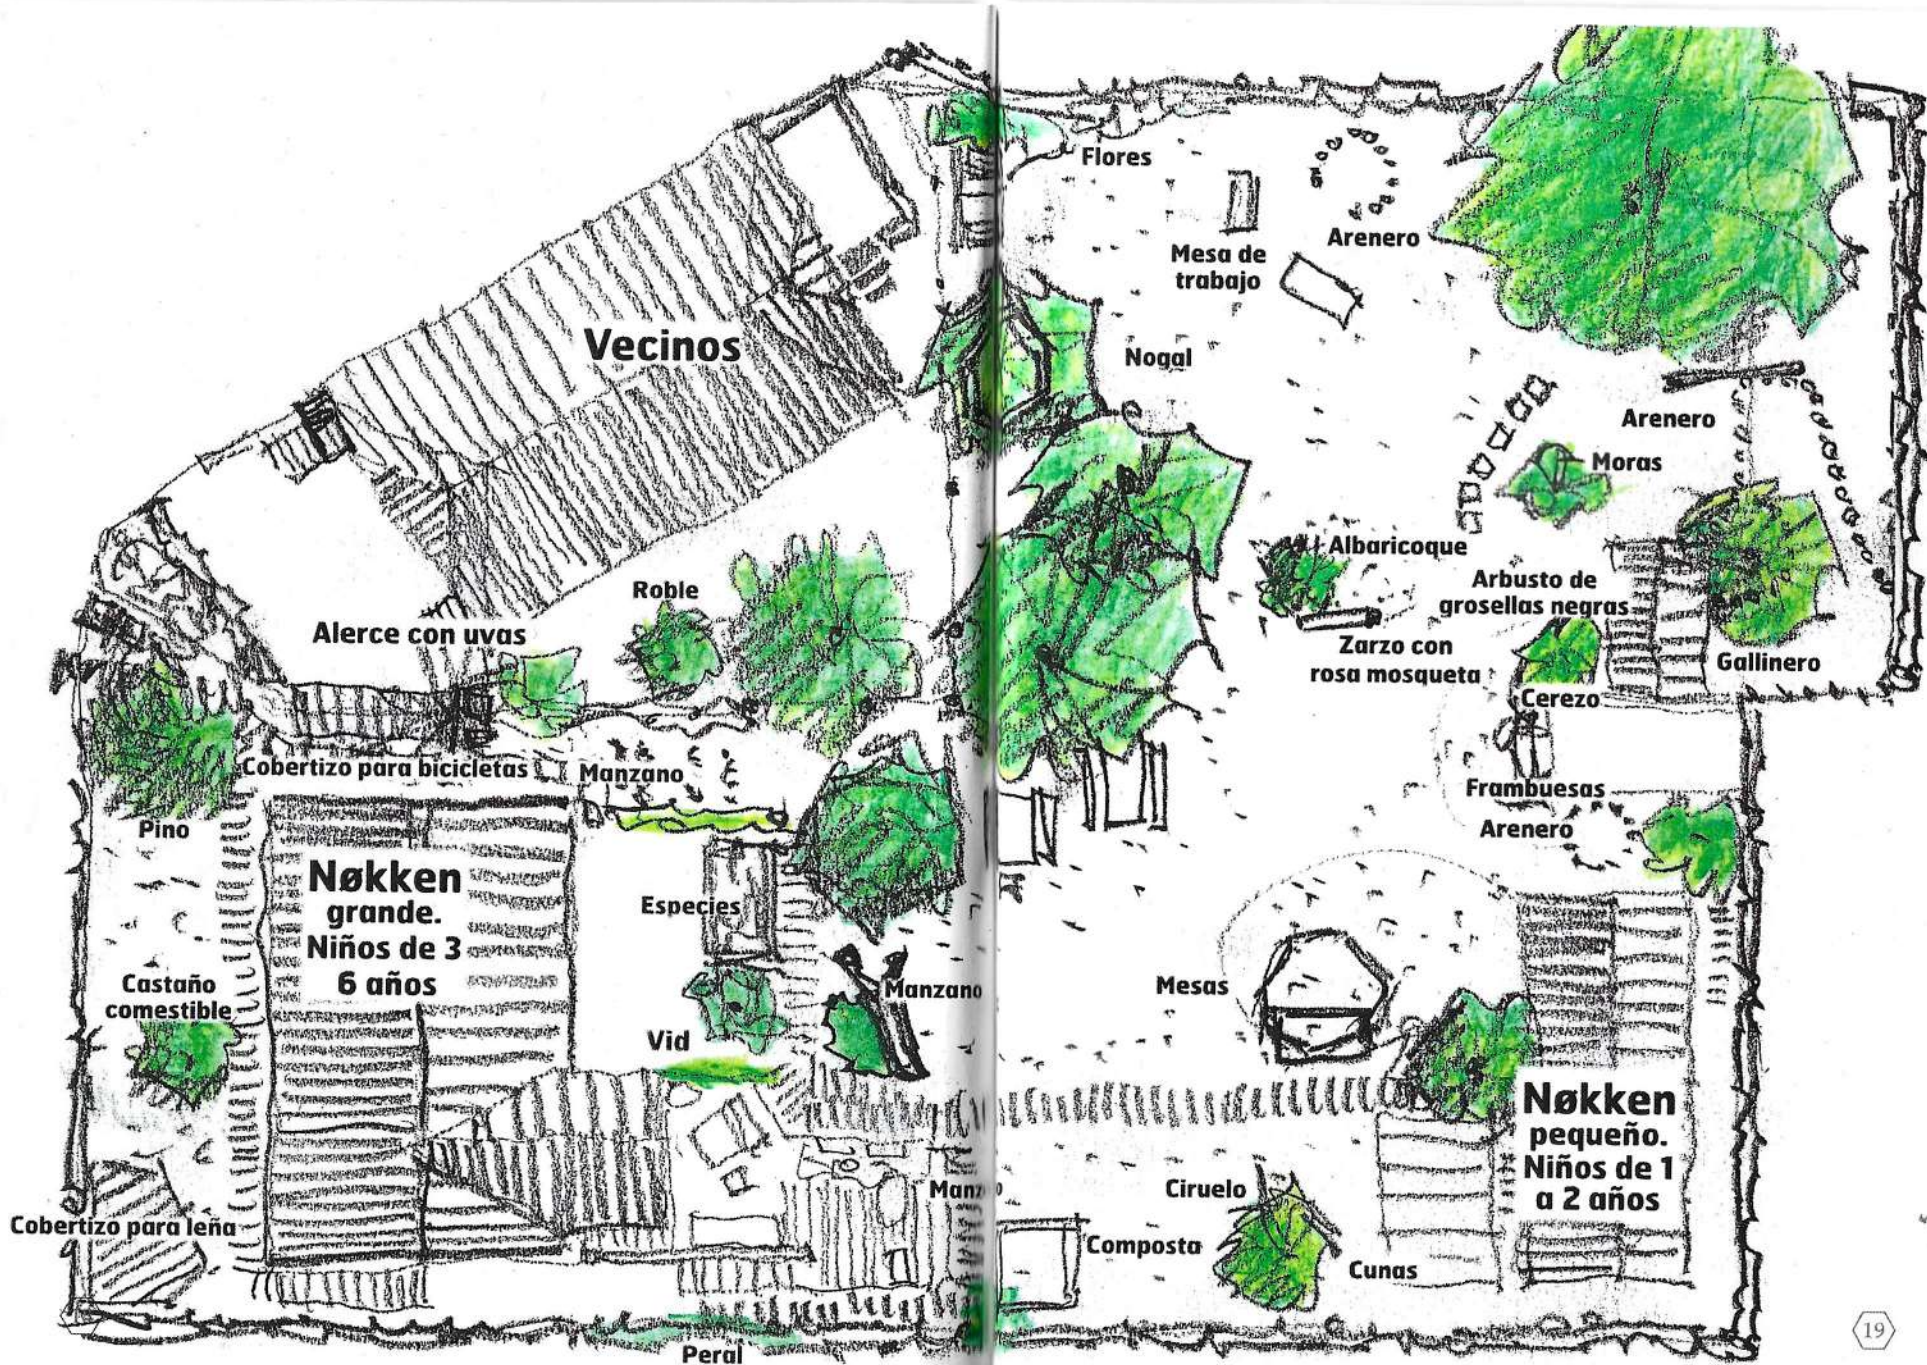 Flores
Arenero
Mesa de
trabajo
Vecinos
Nogal
Arenero
Moras
Albaricoque
Arbusto de
grosellas negras
Roble
Alerce con uvas
Zarzo con
rosa mosqueta
Gallinero
Cerezo
Cobertizo para bicicletas
Manzano
Frambuesas
Pino
Arenero
Nøkken
grande.
Niños de 3
6 años
Especies
Castaño
comestible
Manzano
Mesas
Vid
Nøkken
pequeño.
Niños de 1
a 2 años
Manz o
Ciruelo
Cobertizo para leña
Composta
Cunas
Peral
19